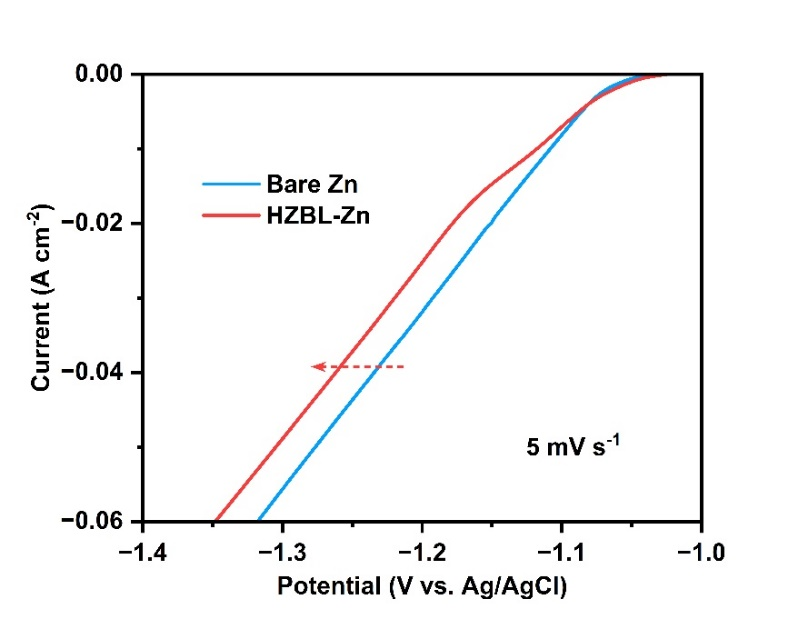 0.00
−0.02
−0.04
−0.06
Current (A cm-2)
Bare Zn
HZBL-Zn
5 mV s-1
−1.4 −1.3 −1.2 −1.1 −1.0
Potential (V vs. Ag/AgCl)